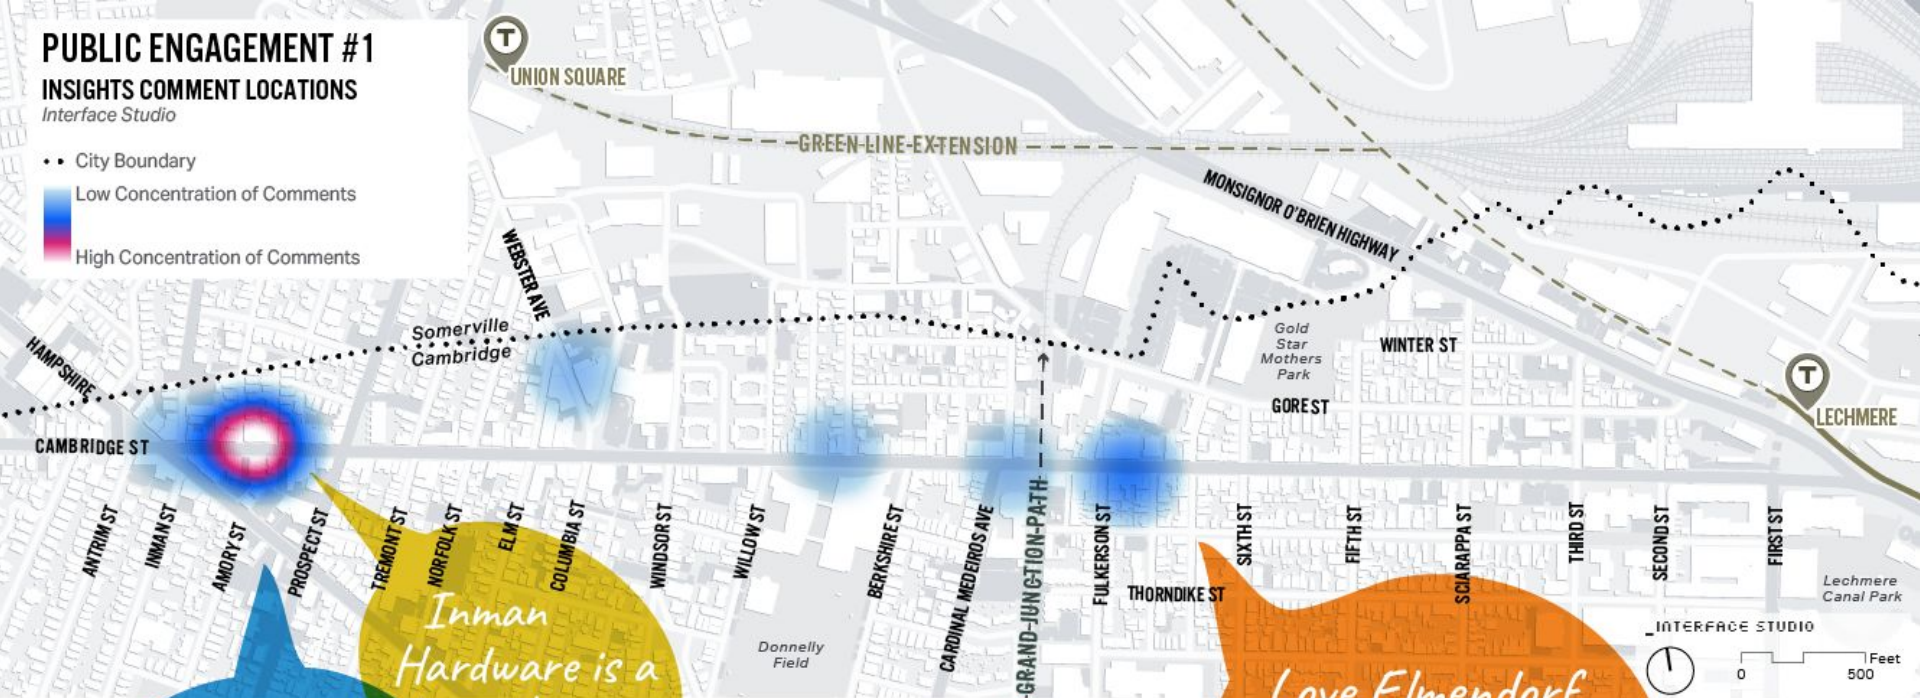 PUBLIC ENGAGEMENT #1
INSIGHTS COMMENT LOCATIONS
Interface Studio
City Boundary
Low Concentration of Comments
High Concentration of Comments
T
UNION SQUARE
GREEN LINE EXTENSION
MONSIGNOR O'BRIEN HIGHWAY
WEBSTER AVE
Somerville
Cambridge
HAMPSHIRE
CAMBRIDGE ST
Gold
Star
Mothers
Park
WINTER ST
GORE ST
T
LECHMERE
ANTRIM ST
INMAN ST
AMORY ST
PROSPECT ST
TREMONT ST
NORFOLK ST
ELM ST
COLUMBIA ST
WINDSOR ST
WILLOW ST
BERKSHIRE ST
CARDINAL MEDEIROS AVE
GRAND JUNCTION PATH
FULKERSON ST
THORNDIKE ST
SIXTH ST
FIFTH ST
SCIARAPPA ST
THIRD ST
SECOND ST
FIRST ST
Lechmere
Canal Park
Donnelly
Field
Inman
Hardware is a
Love Elmendorf
_INTERFACE STUDIO
0 500 Feet